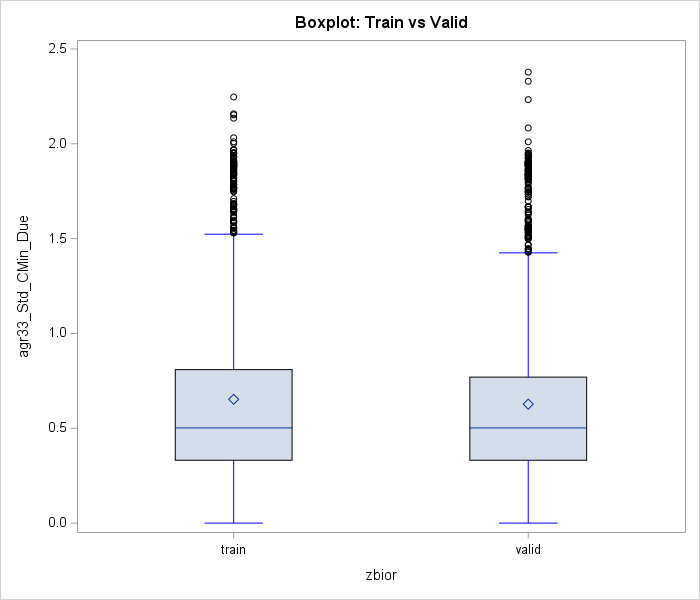 Boxplot: Train vs Valid
2.5
2.0
1.5
1.0
0.5
0.0
agr33_Std_CMin_Due
train
valid
zbior